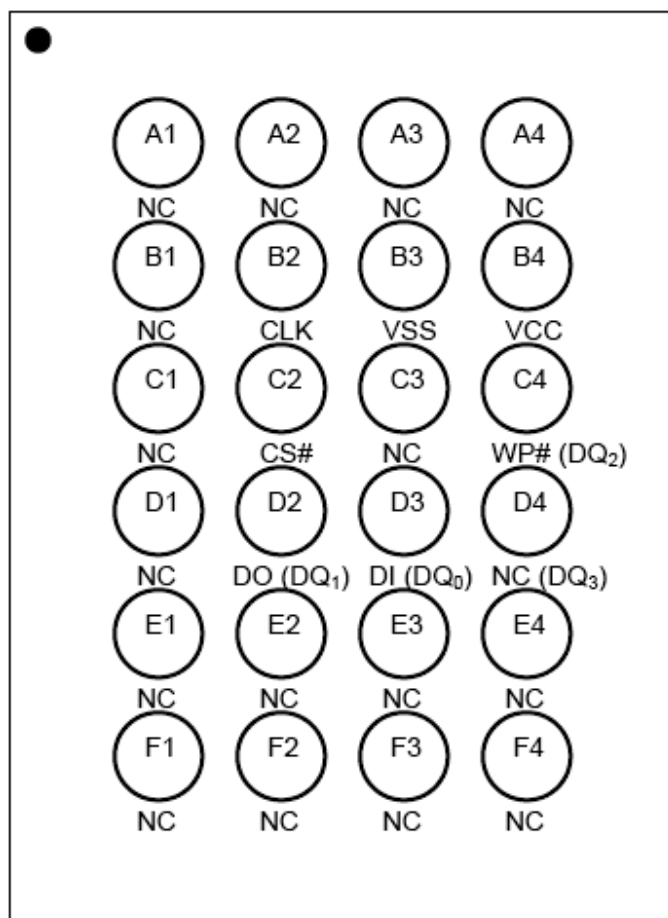 A1 A2 A3 A4
NC NC NC NC
B1 B2 B3 B4
NC CLK VSS VCC
C1 C2 C3 C4
NC CS# NC WP# (DQ₂)
D1 D2 D3 D4
NC DO (DQ₁) DI (DQ₀) NC (DQ₃)
E1 E2 E3 E4
NC NC NC NC
F1 F2 F3 F4
NC NC NC NC